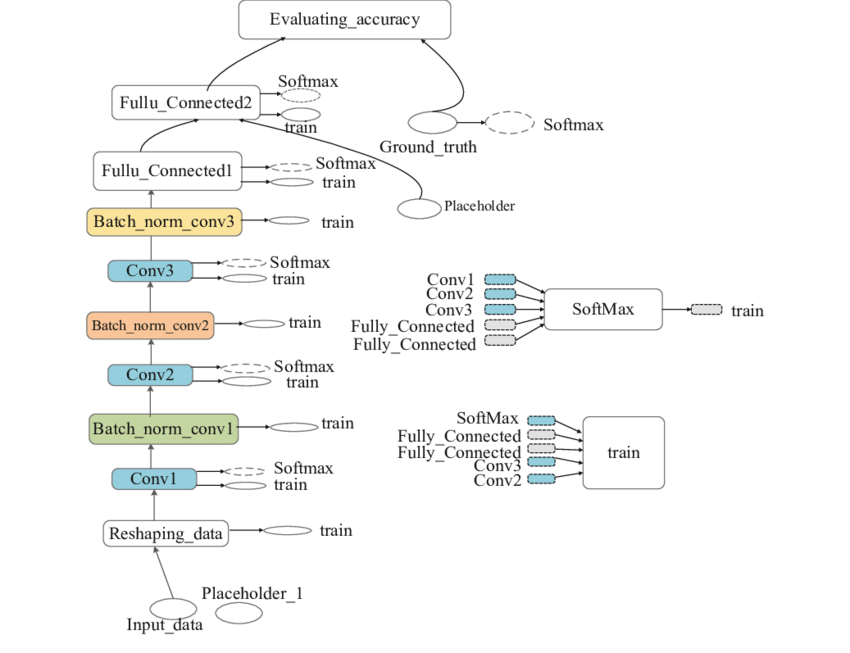 Evaluating_accuracy
Softmax
Fullu_Connected2
train
Softmax
Ground_truth
Fullu_Connected1
Softmax
train
Placeholder
Batch_norm_conv3
train
Conv3
Softmax
train
Batch_norm_conv2
train
Conv2
Softmax
train
Batch_norm_conv1
train
Conv1
Softmax
train
Reshaping_data
train
Placeholder_1
Input_data
Conv1
Conv2
Conv3
Fully_Connected
Fully_Connected
SoftMax
train
SoftMax
Fully_Connected
Fully_Connected
Conv3
Conv2
train